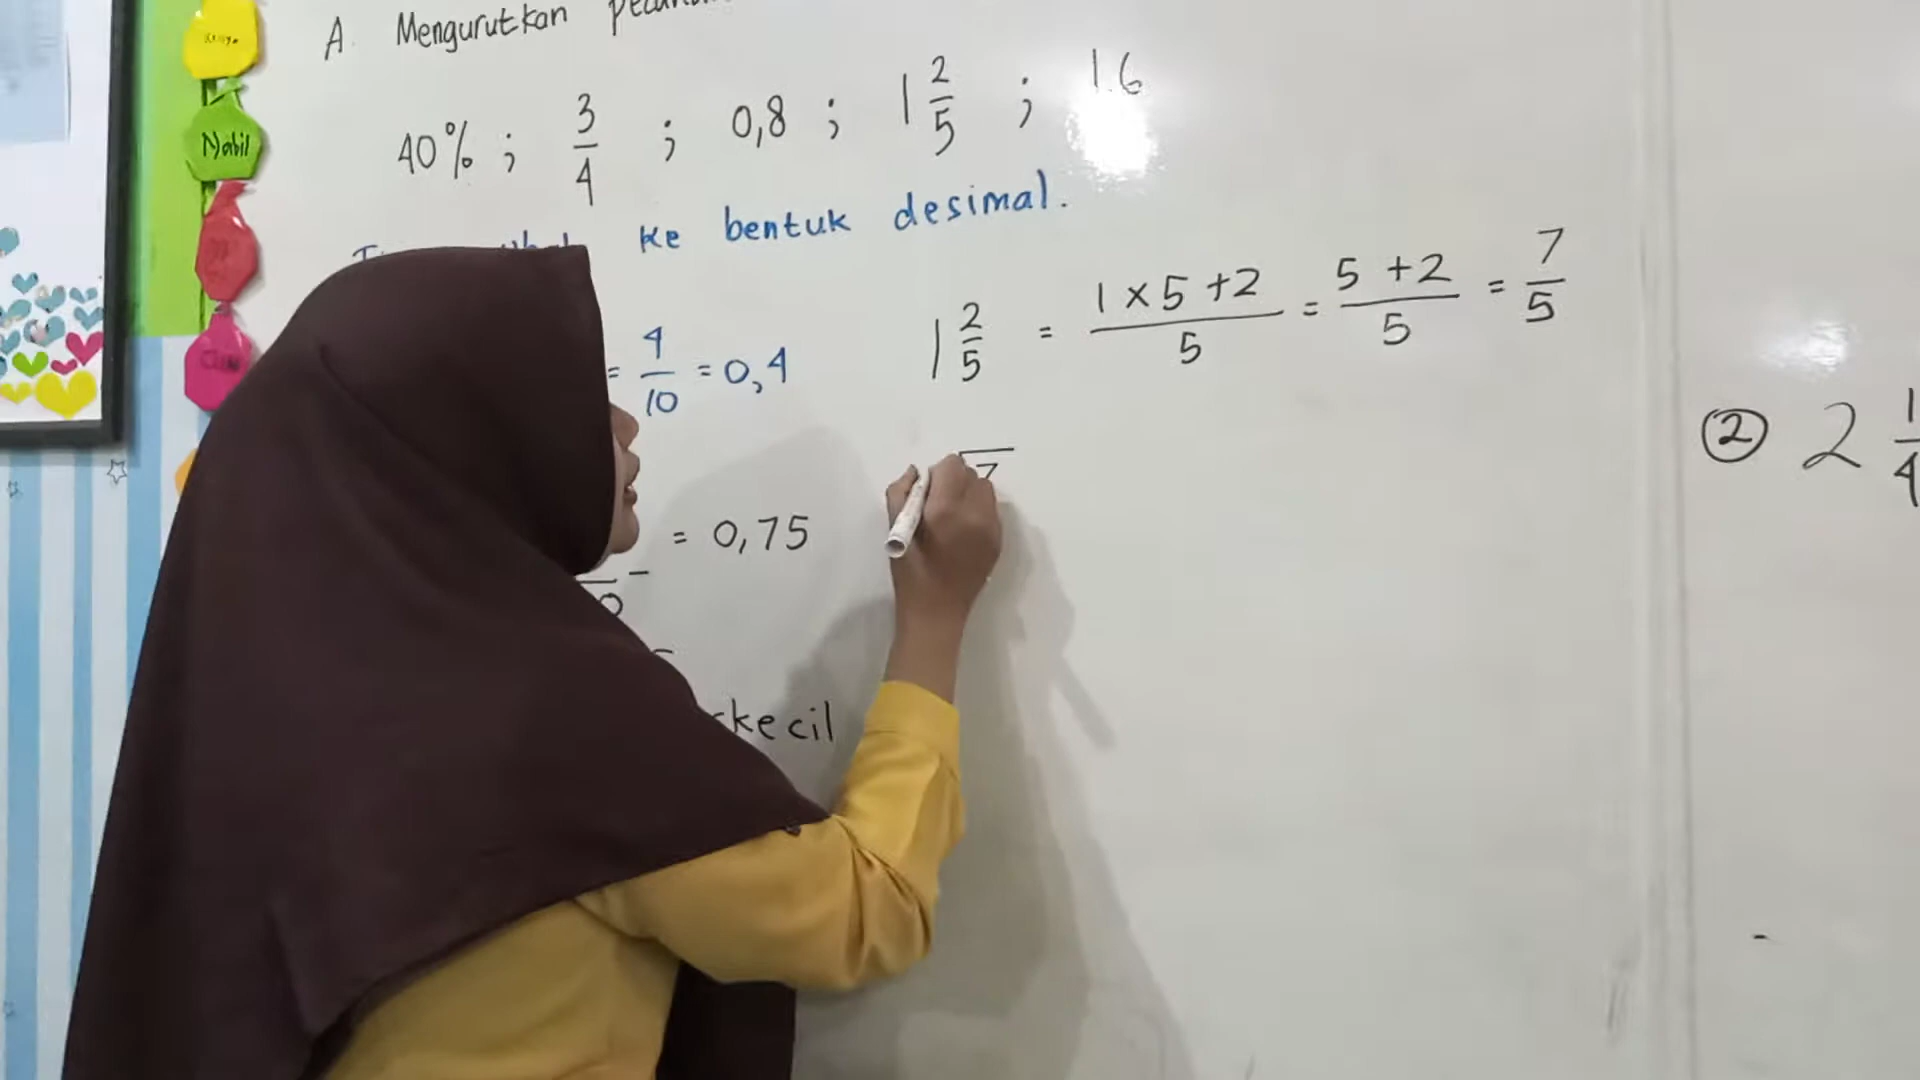 A. Mengurutkan
40% ; 3/4 ; 0,8 ; 1 2/5 ; 1.6
ke bentuk desimal.
= 4/10 = 0,4
1 2/5 = 1 x 5 + 2 / 5 = 5 + 2 / 5 = 7/5
= 0,75
7
kecil
② 2 1/4
Nabil